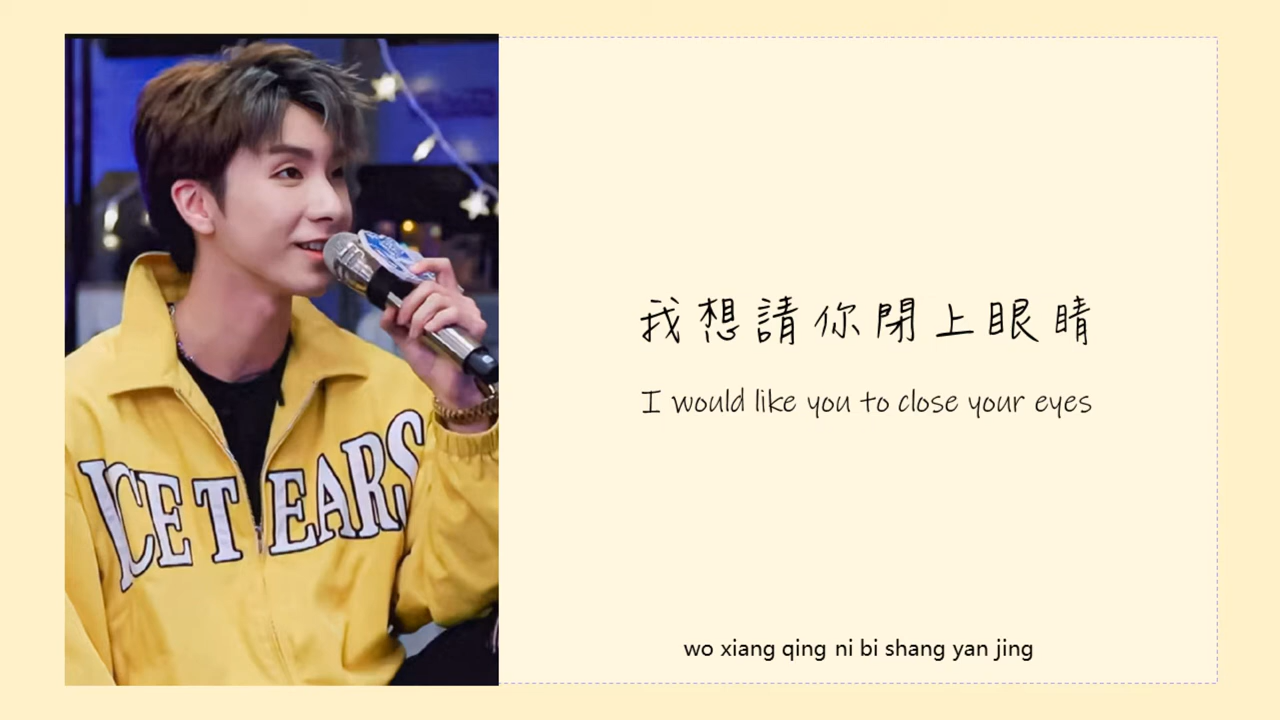 ICE TEARS
我想請你閉上眼睛
I would like you to close your eyes
wo xiang qing ni bi shang yan jing